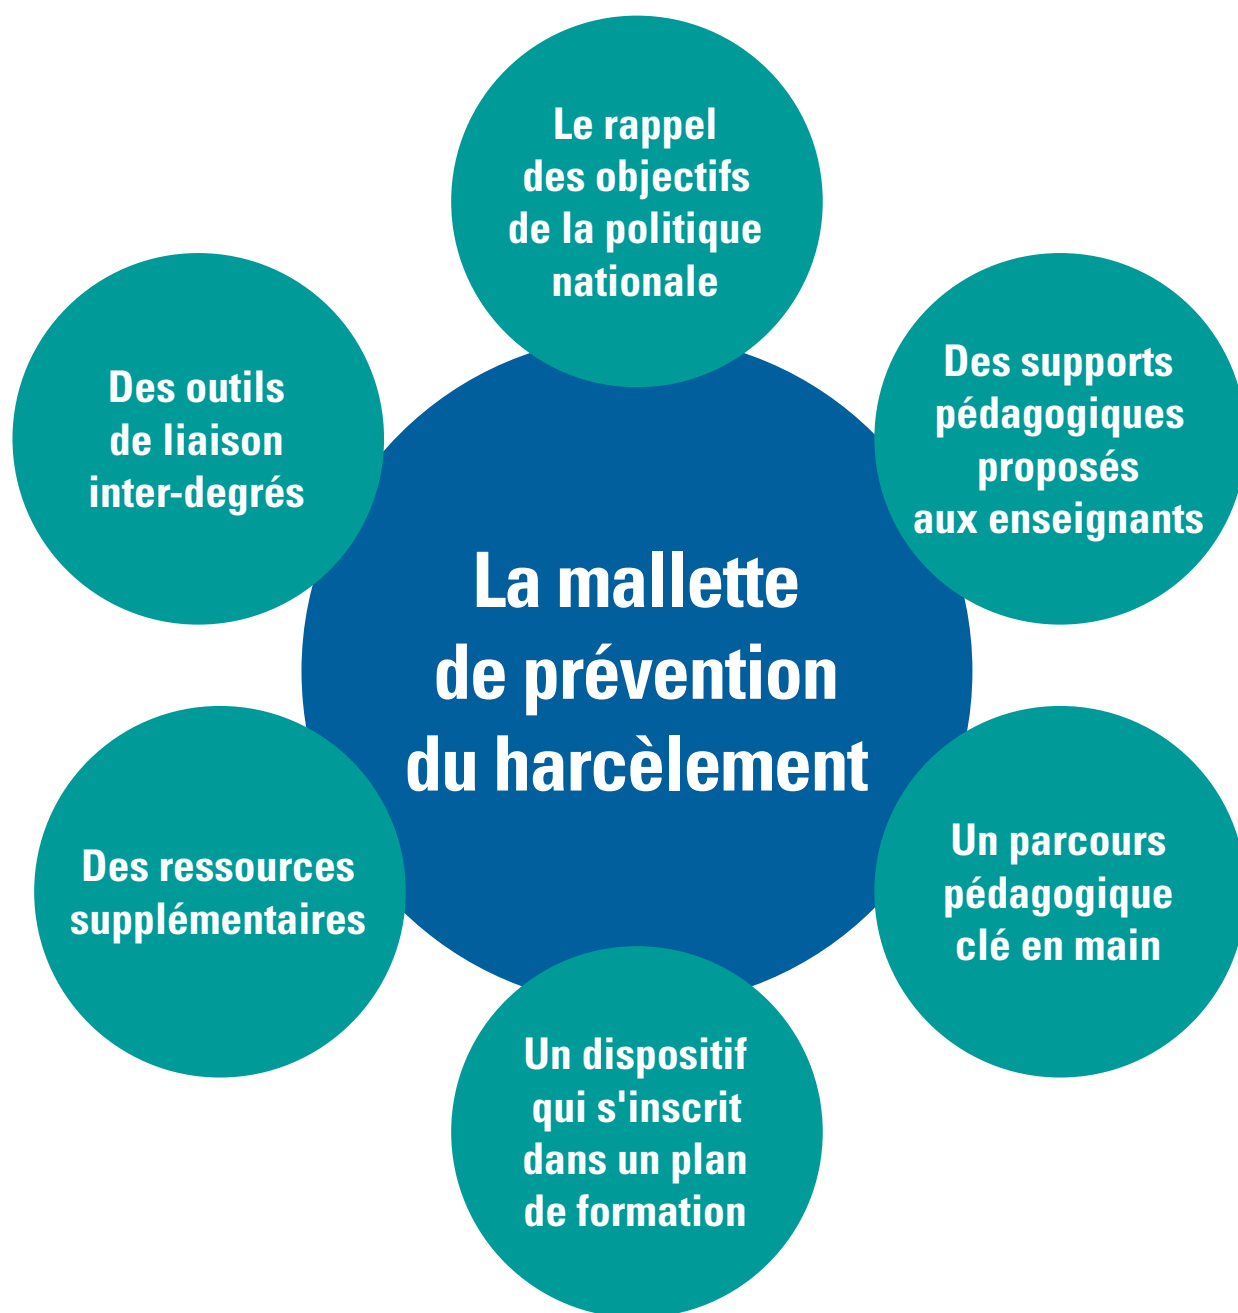 Le rappel
des objectifs
de la politique
nationale
Des supports
pédagogiques
proposés
aux enseignants
Un parcours
pédagogique
clé en main
Un dispositif
qui s'inscrit
dans un plan
de formation
Des ressources
supplémentaires
Des outils
de liaison
inter-degrés
La mallette
de prévention
du harcèlement